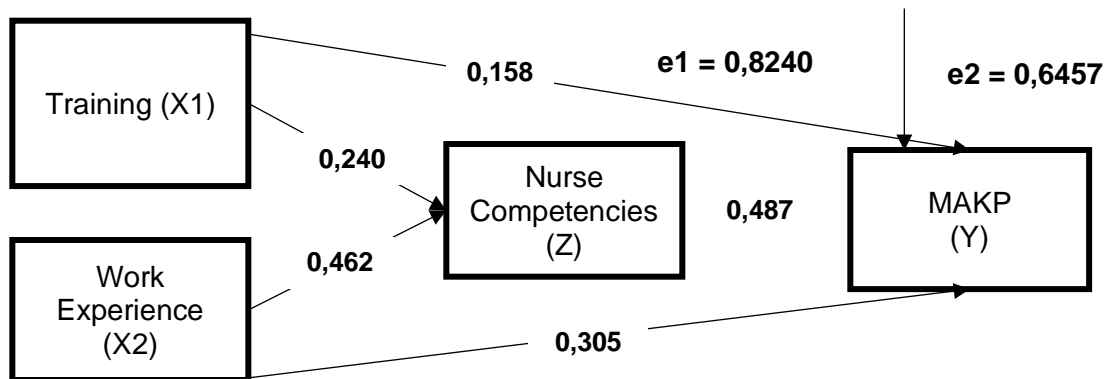 0,158
e1 = 0,8240
e2 = 0,6457
Training (X1)
0,240
Nurse
Competencies
(Z)
0,487
MAKP
(Y)
Work
Experience
(X2)
0,462
0,305